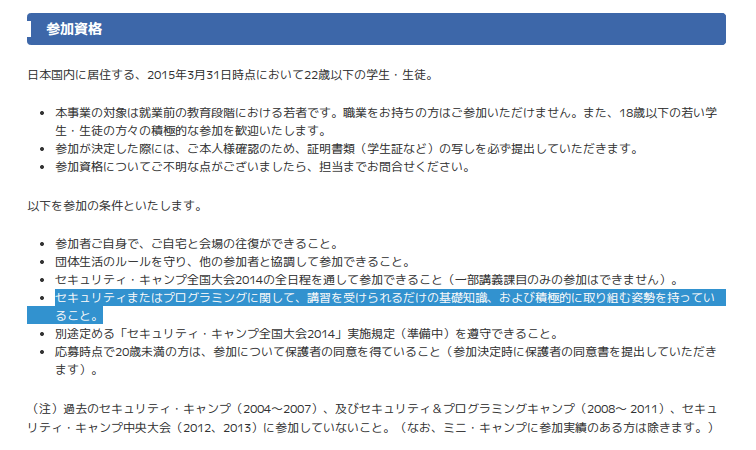 参加資格
日本国内に居住する、2015年3月31日時点において22歳以下の学生・生徒。
• 本事業の対象は就業前の教育段階における若者です。職業をお持ちの方はご参加いただけません。また、18歳以下の若い学
生・生徒の方々の積極的な参加を歓迎いたします。
• 参加が決定した際には、ご本人様確認のため、証明書類（学生証など）の写しを必ず提出していただきます。
• 参加資格についてご不明な点がございましたら、担当までお問合せください。
以下を参加の条件といたします。
• 参加者ご自身で、ご自宅と会場の往復ができること。
• 団体生活のルールを守り、他の参加者と協調して参加できること。
• セキュリティ・キャンプ全国大会2014の全日程を通して参加できること（一部講義課目のみの参加はできません）。
• セキュリティまたはプログラミングに関して、講習を受けられるだけの基礎知識、および積極的に取り組む姿勢を持ってい
ること。
• 別途定める「セキュリティ・キャンプ全国大会2014」実施規定（準備中）を遵守できること。
• 応募時点で20歳未満の方は、参加について保護者の同意を得ていること（参加決定時に保護者の同意書を提出していただき
ます）。
（注）過去のセキュリティ・キャンプ（2004～2007）、及びセキュリティ＆プログラミングキャンプ（2008～ 2011）、セキュ
リティ・キャンプ中央大会（2012、2013）に参加していないこと。（なお、ミニ・キャンプに参加実績のある方は除きます。）